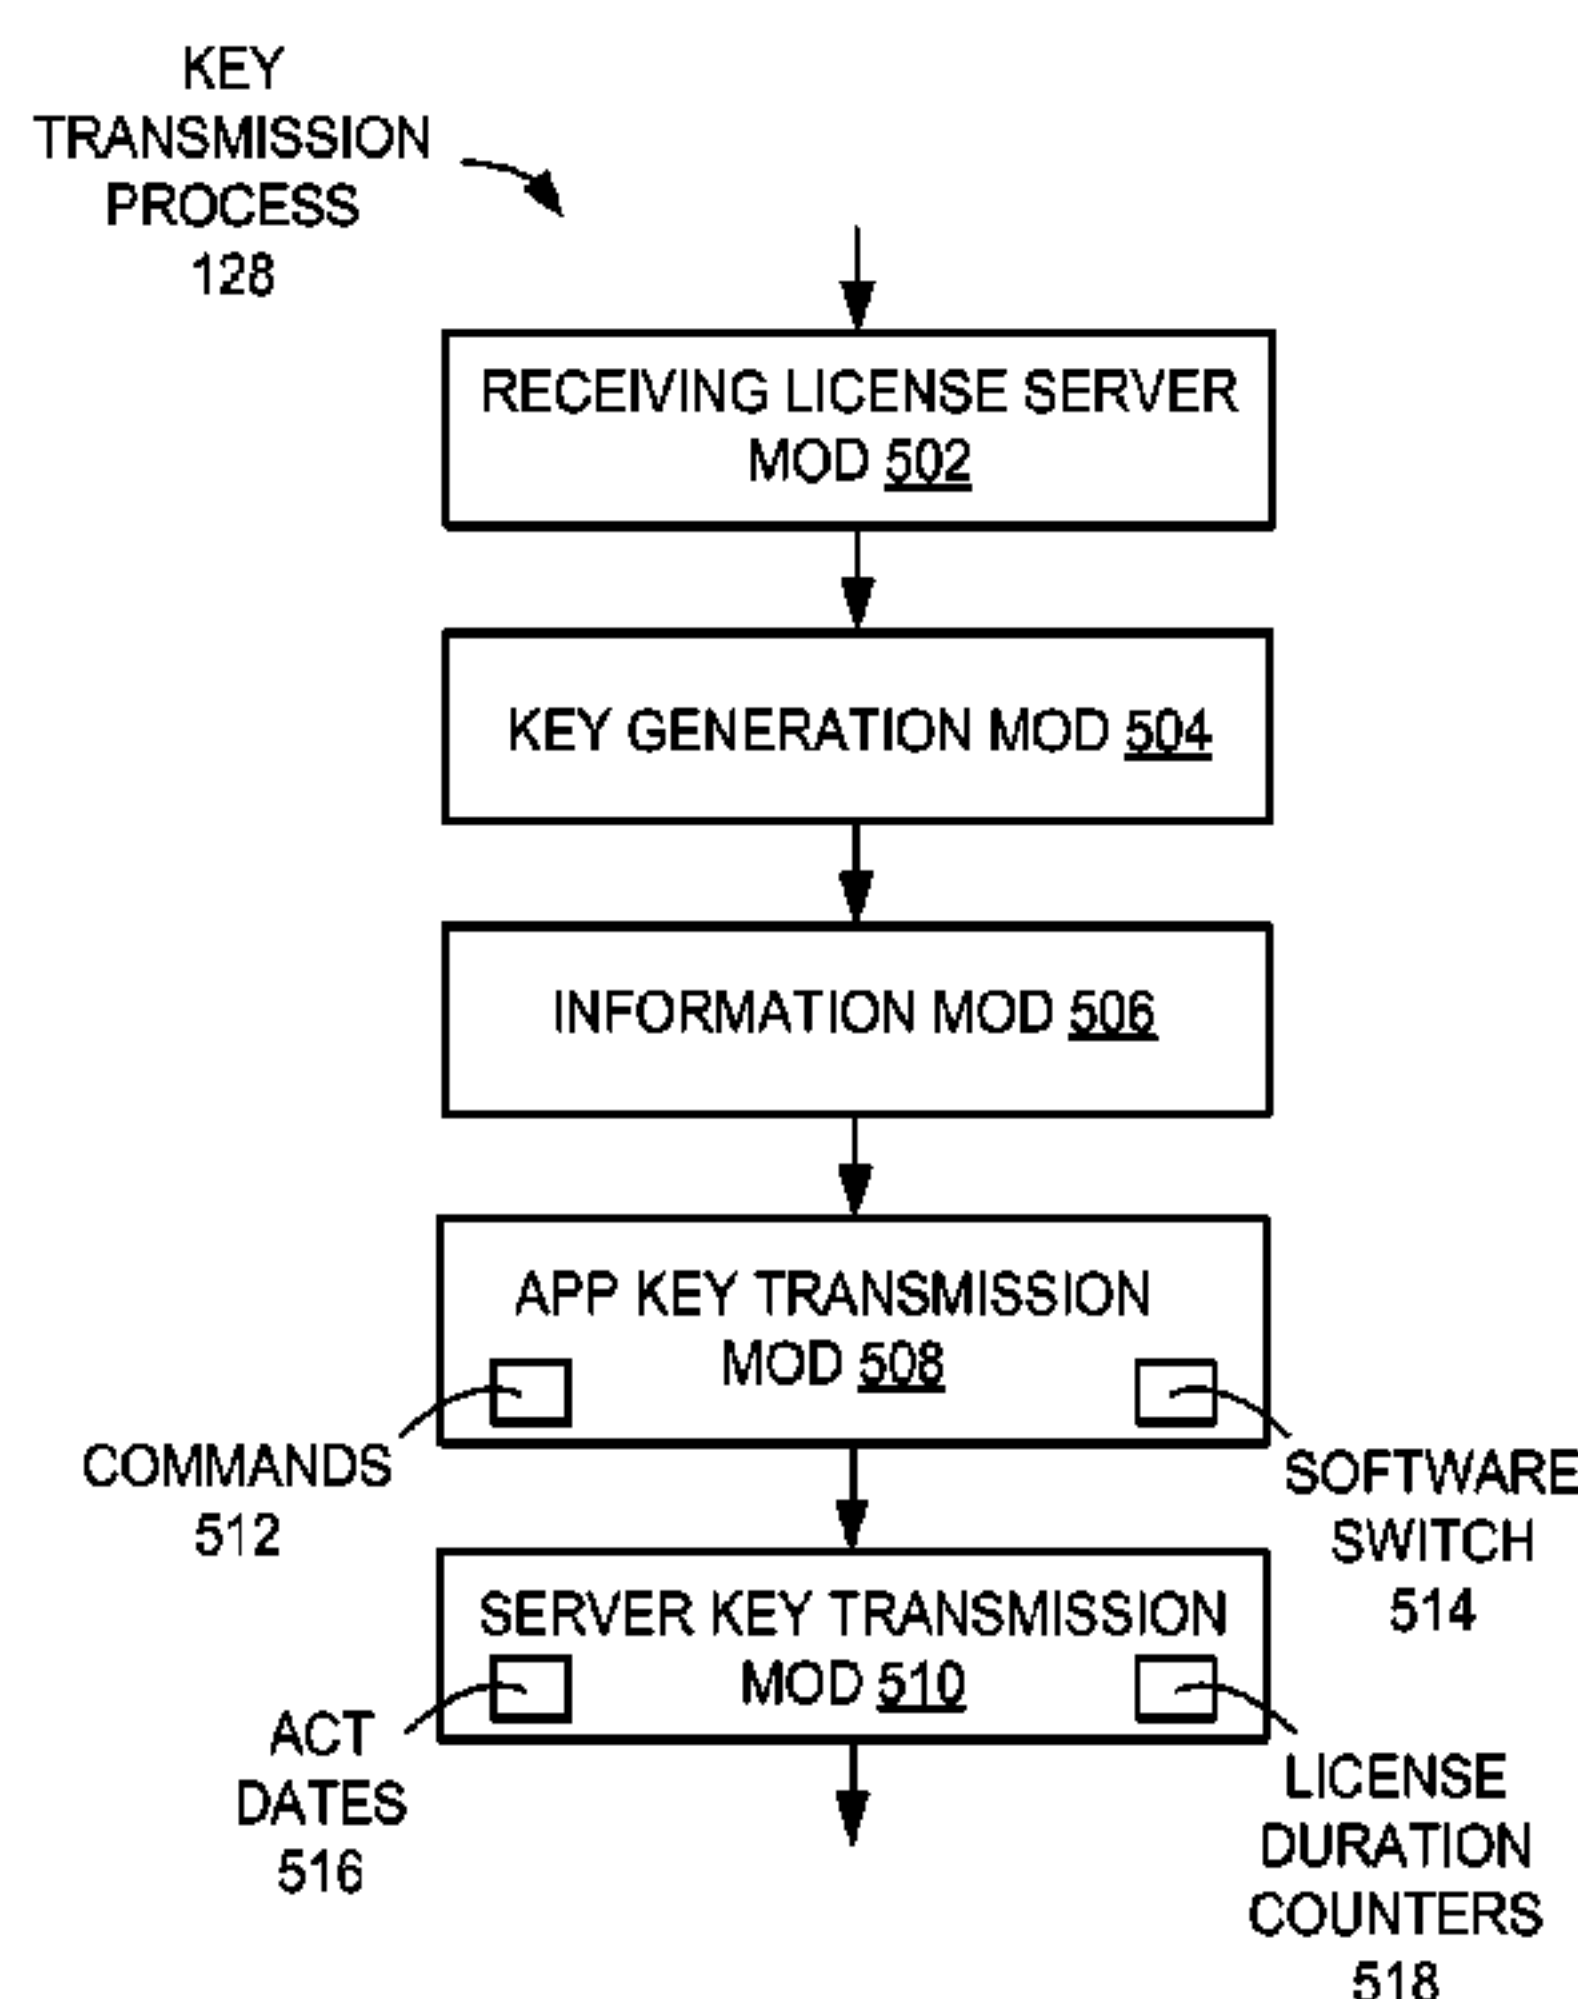 KEY
TRANSMISSION
PROCESS
128
RECEIVING LICENSE SERVER
MOD 502
KEY GENERATION MOD 504
INFORMATION MOD 506
APP KEY TRANSMISSION
MOD 508
COMMANDS
512
SOFTWARE
SWITCH
514
SERVER KEY TRANSMISSION
MOD 510
ACT
DATES
516
LICENSE
DURATION
COUNTERS
518